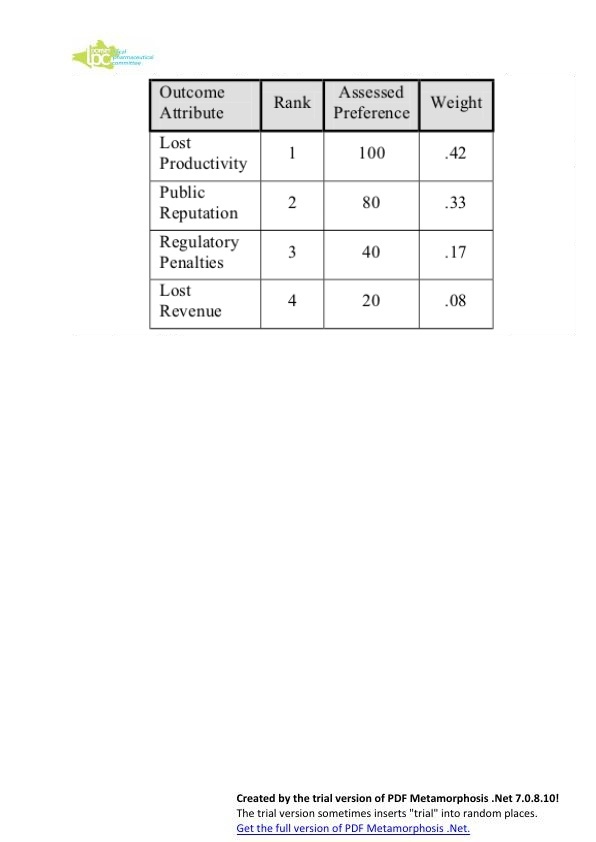 lpc
pharmaceutical
committee
Outcome Attribute Rank Assessed Preference Weight
Lost Productivity 1 100 .42
Public Reputation 2 80 .33
Regulatory Penalties 3 40 .17
Lost Revenue 4 20 .08
Created by the trial version of PDF Metamorphosis .Net 7.0.8.10!
The trial version sometimes inserts "trial" into random places.
Get the full version of PDF Metamorphosis .Net.